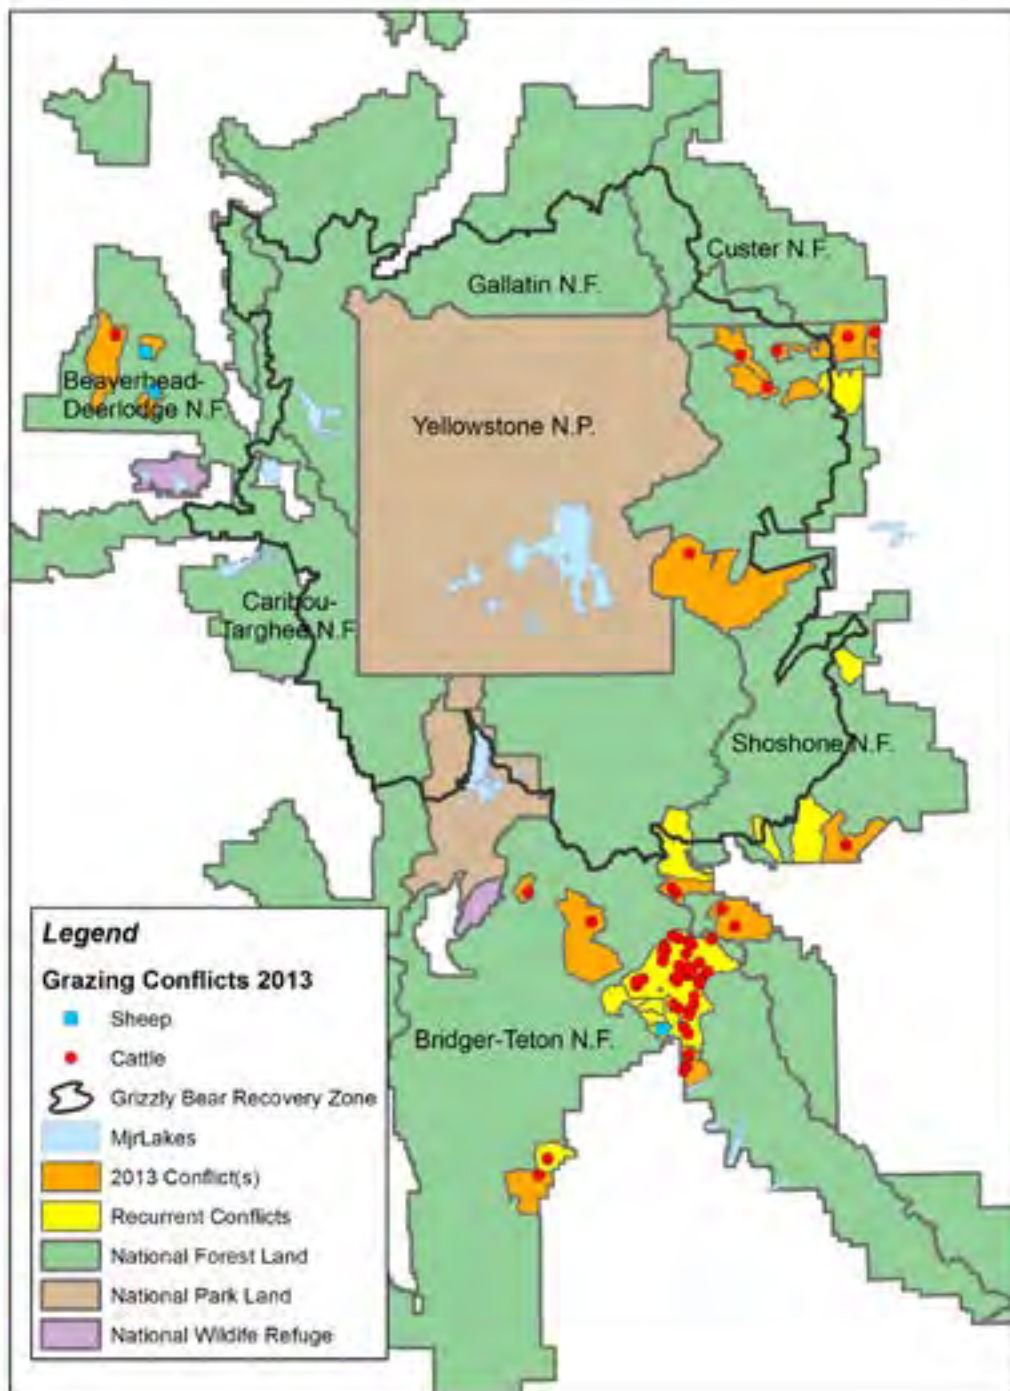 Custer N.F.
Gallatin N.F.
Beaverhead-
Deerlodge N.F.
Yellowstone N.P.
Caribou-
Targhee N.F
Shoshone N.F.
Bridger-Teton N.F.
Legend
Grazing Conflicts 2013
Sheep
Cattle
Grizzly Bear Recovery Zone
MjrLakes
2013 Conflict(s)
Recurrent Conflicts
National Forest Land
National Park Land
National Wildife Refuge